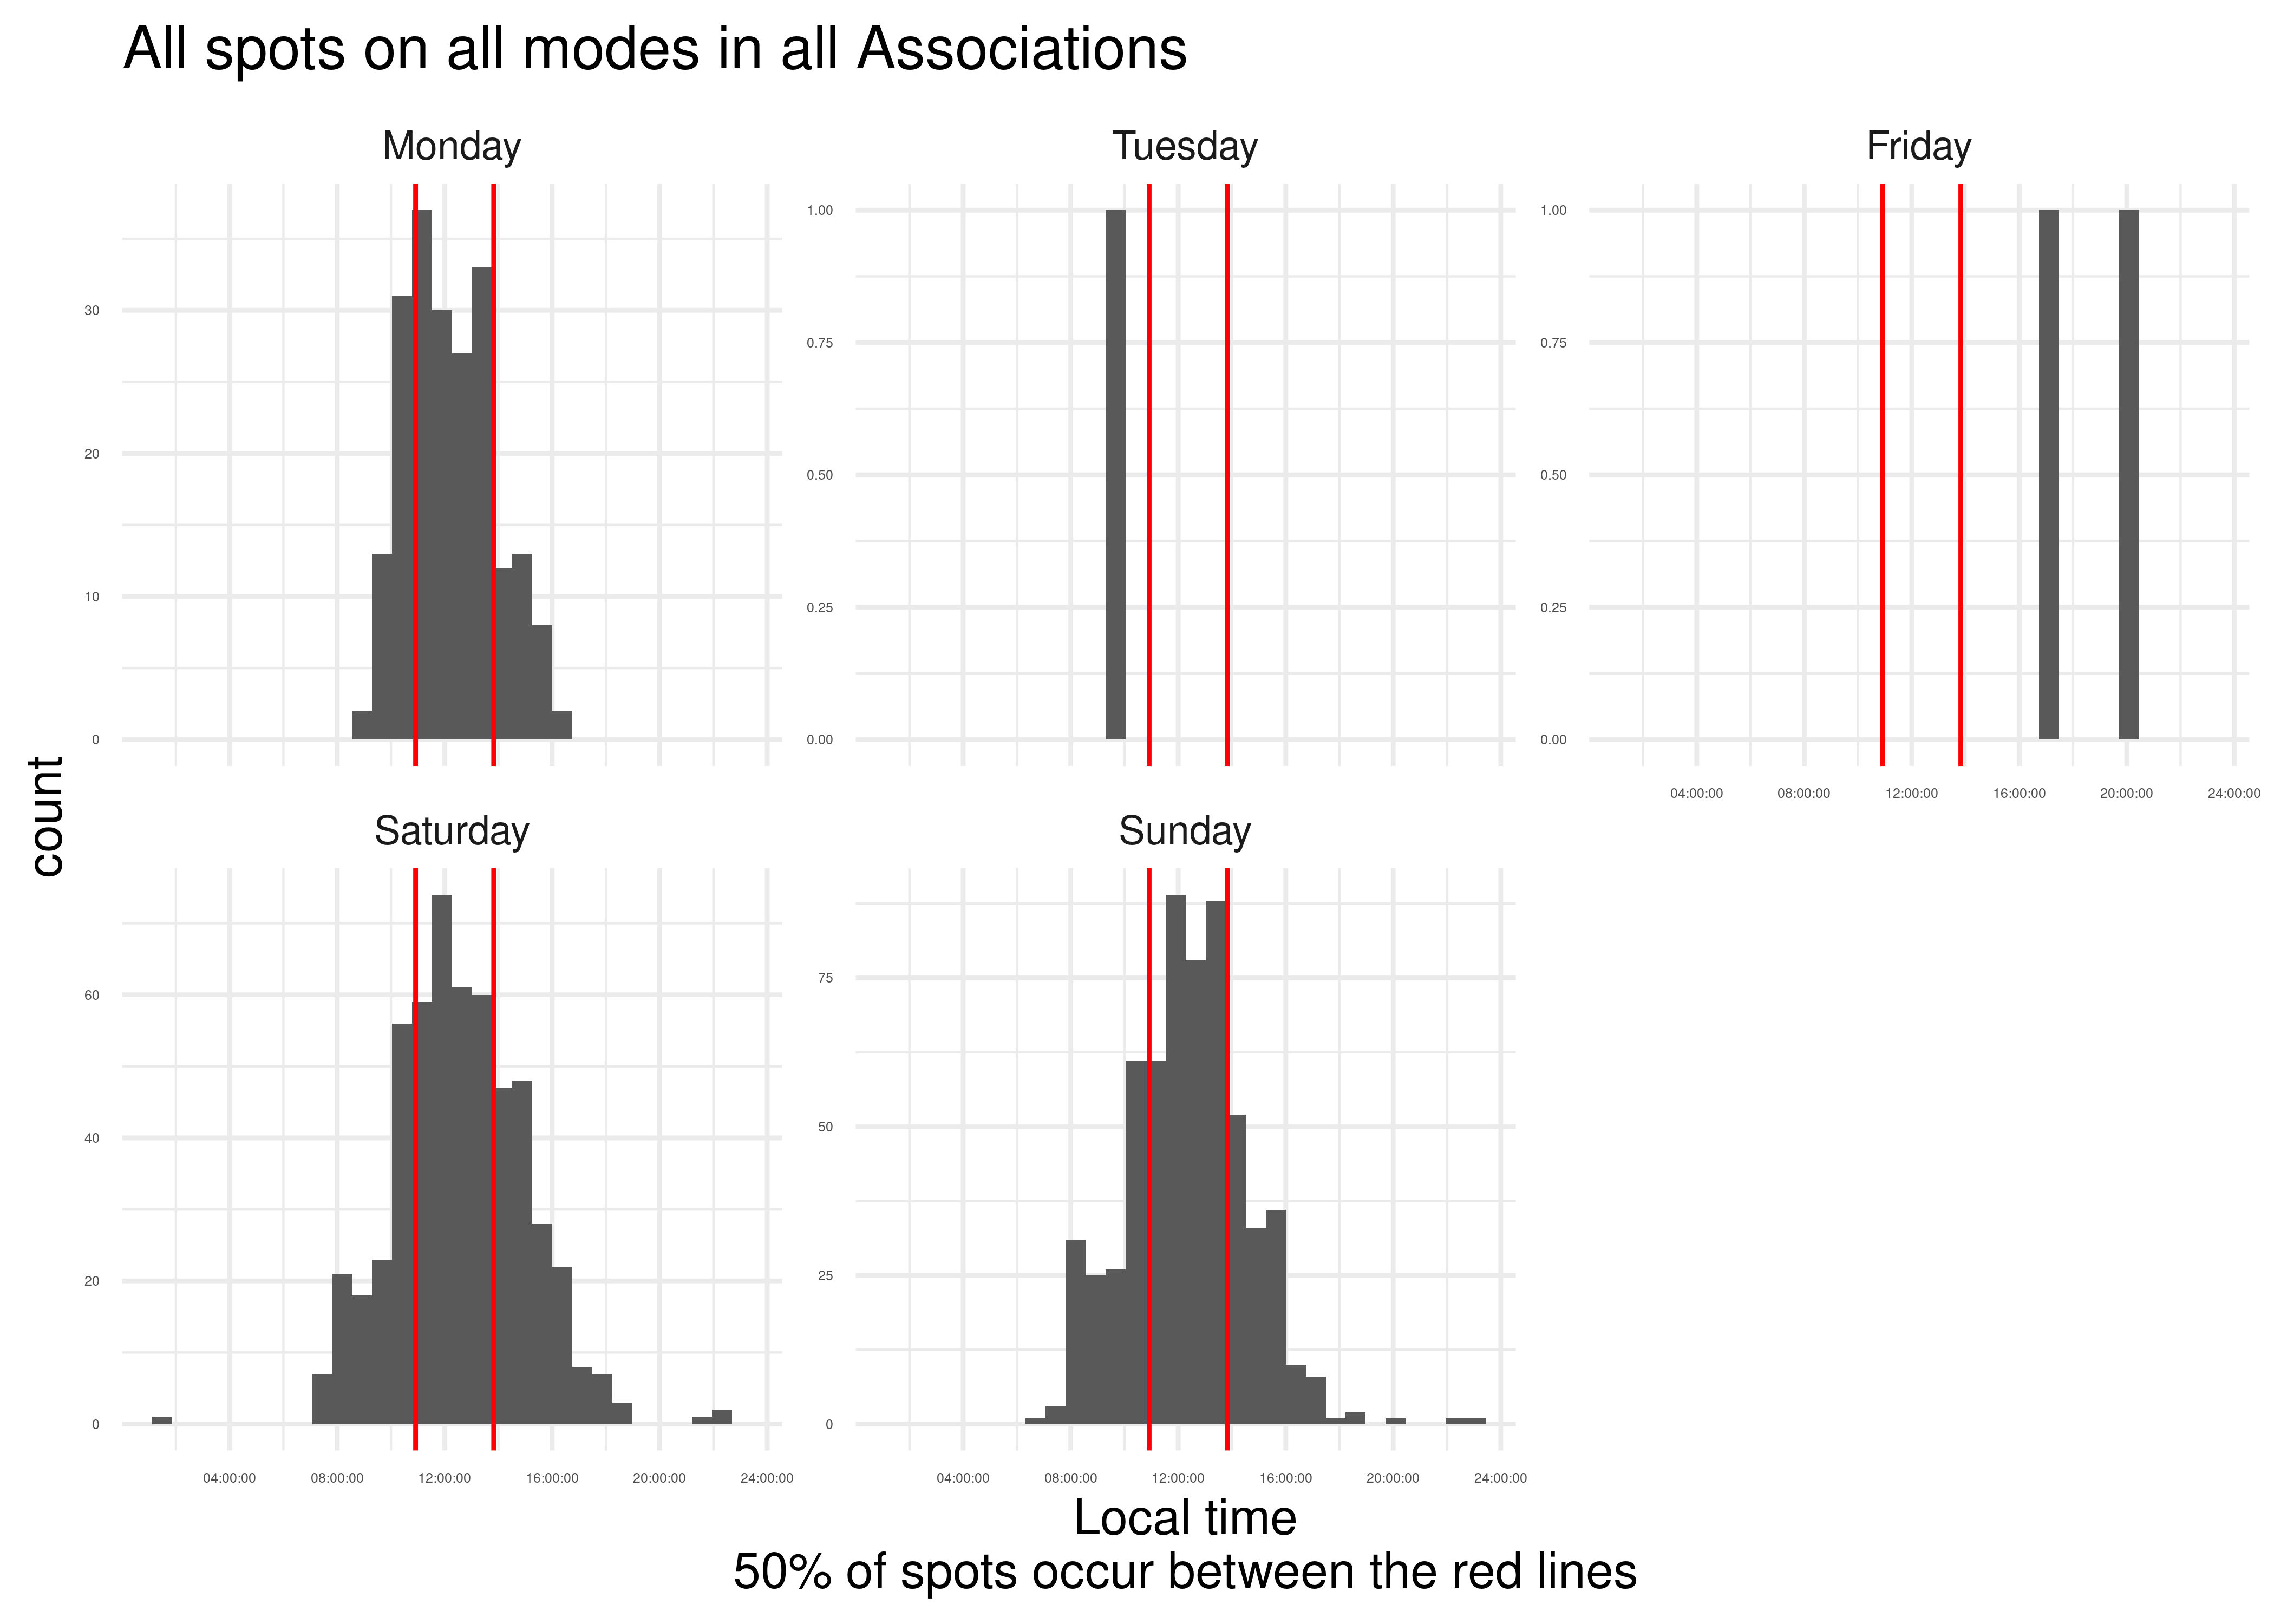 All spots on all modes in all Associations
Monday
Tuesday
Friday
30
20
10
0
1.00
0.75
0.50
0.25
0.00
1.00
0.75
0.50
0.25
0.00
04:00:00 08:00:00 12:00:00 16:00:00 20:00:00 24:00:00
count
Saturday
Sunday
60
40
20
0
75
50
25
0
04:00:00 08:00:00 12:00:00 16:00:00 20:00:00 24:00:00
04:00:00 08:00:00 12:00:00 16:00:00 20:00:00 24:00:00
Local time
50% of spots occur between the red lines